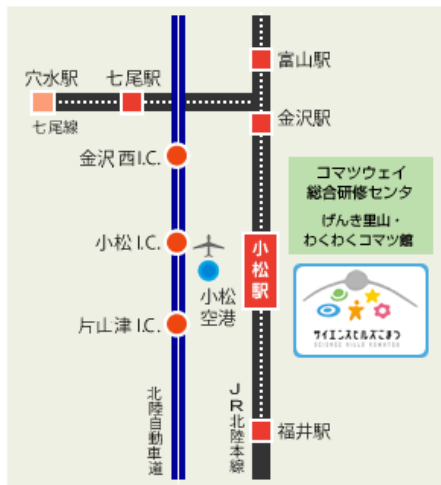 富山駅
穴水駅
七尾駅
七尾線
金沢駅
金沢西I.C.
コマツウェイ
総合研修センタ
げんき里山・
わくわくコマツ館
小松I.C.
小松駅
小松
空港
サイエンスヒルズこまつ
SCIENCE HILLS KOMATSU
片山津I.C.
北陸自動車道
JR北陸本線
福井駅